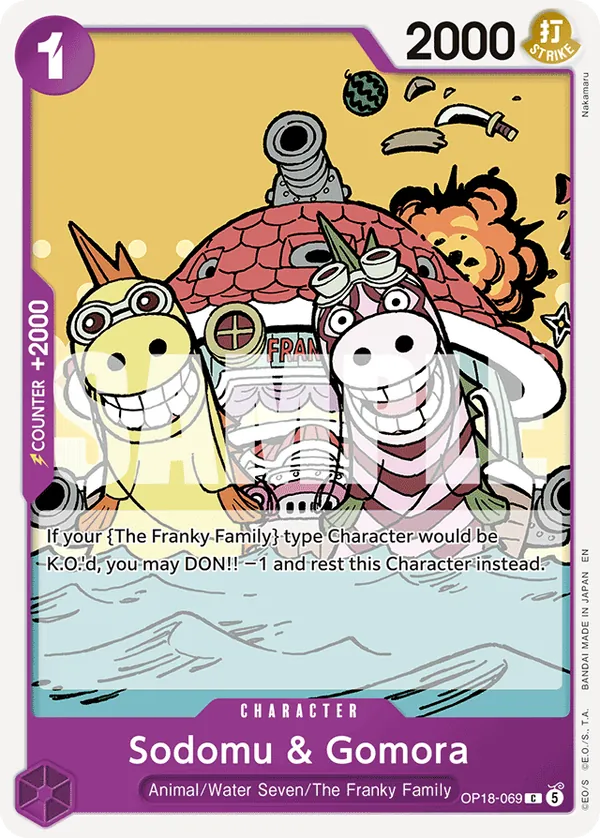 1
2000
打
STRIKE
Nakamaru
COUNTER +2000
FRAN
SAMPLE
If your {The Franky Family} type Character would be
K.O.'d, you may DON!! −1 and rest this Character instead.
CHARACTER
Sodomu & Gomora
Animal/Water Seven/The Franky Family
OP18-069 C 5
©EO/S ©E.O./S., T.A. BANDAI MADE IN JAPAN EN